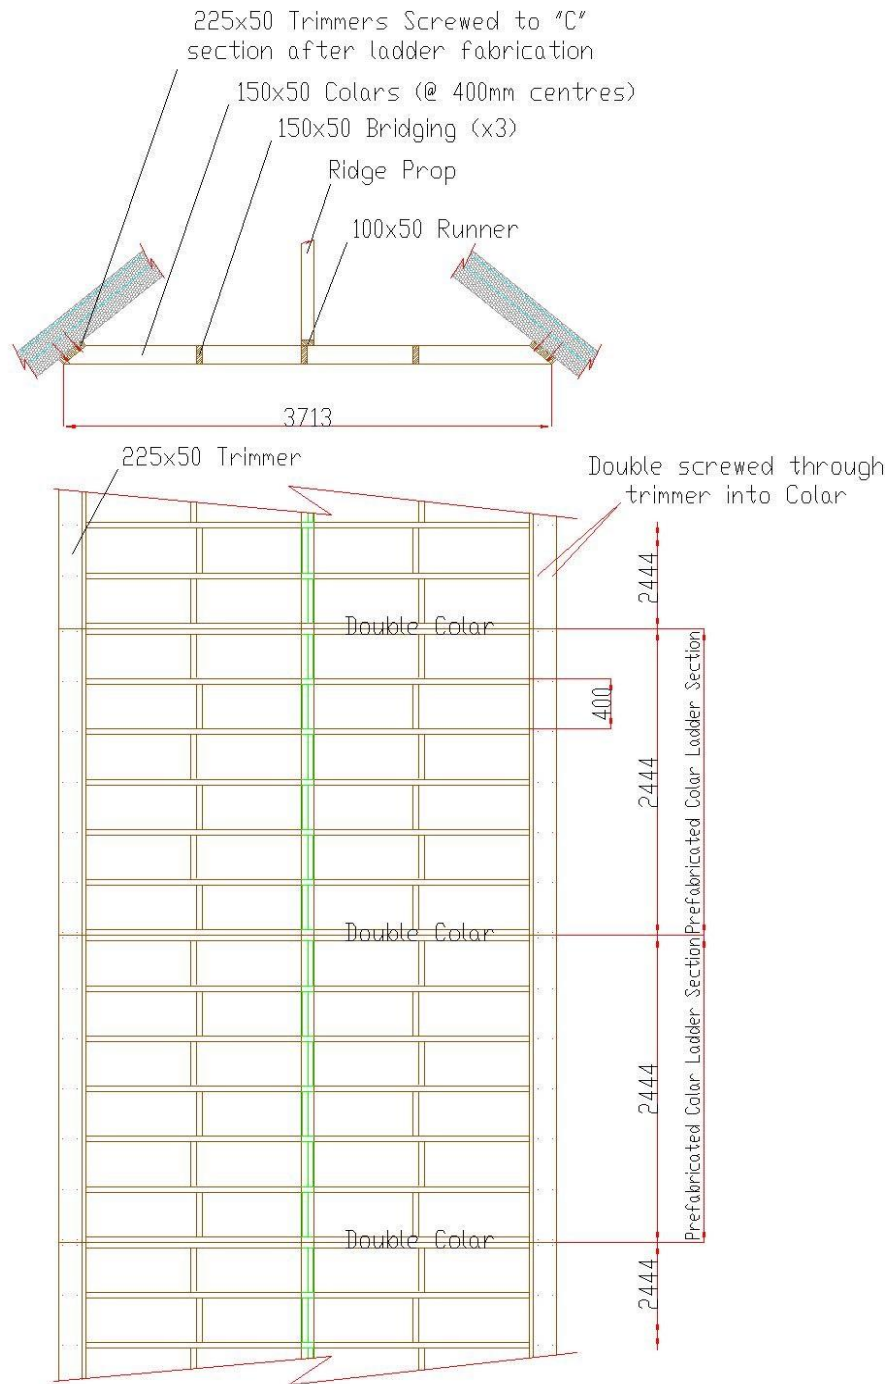 225x50 Trimmers Screwed to "C"
section after ladder fabrication
150x50 Colars (@ 400mm centres)
150x50 Bridging (x3)
Ridge Prop
100x50 Runner
3713
225x50 Trimmer
Double screwed through
trimmer into Colar
2444
Double Colar
400
2444
Prefabricated Colar Ladder Section
Double Colar
2444
Prefabricated Colar Ladder Section
Double Colar
2444